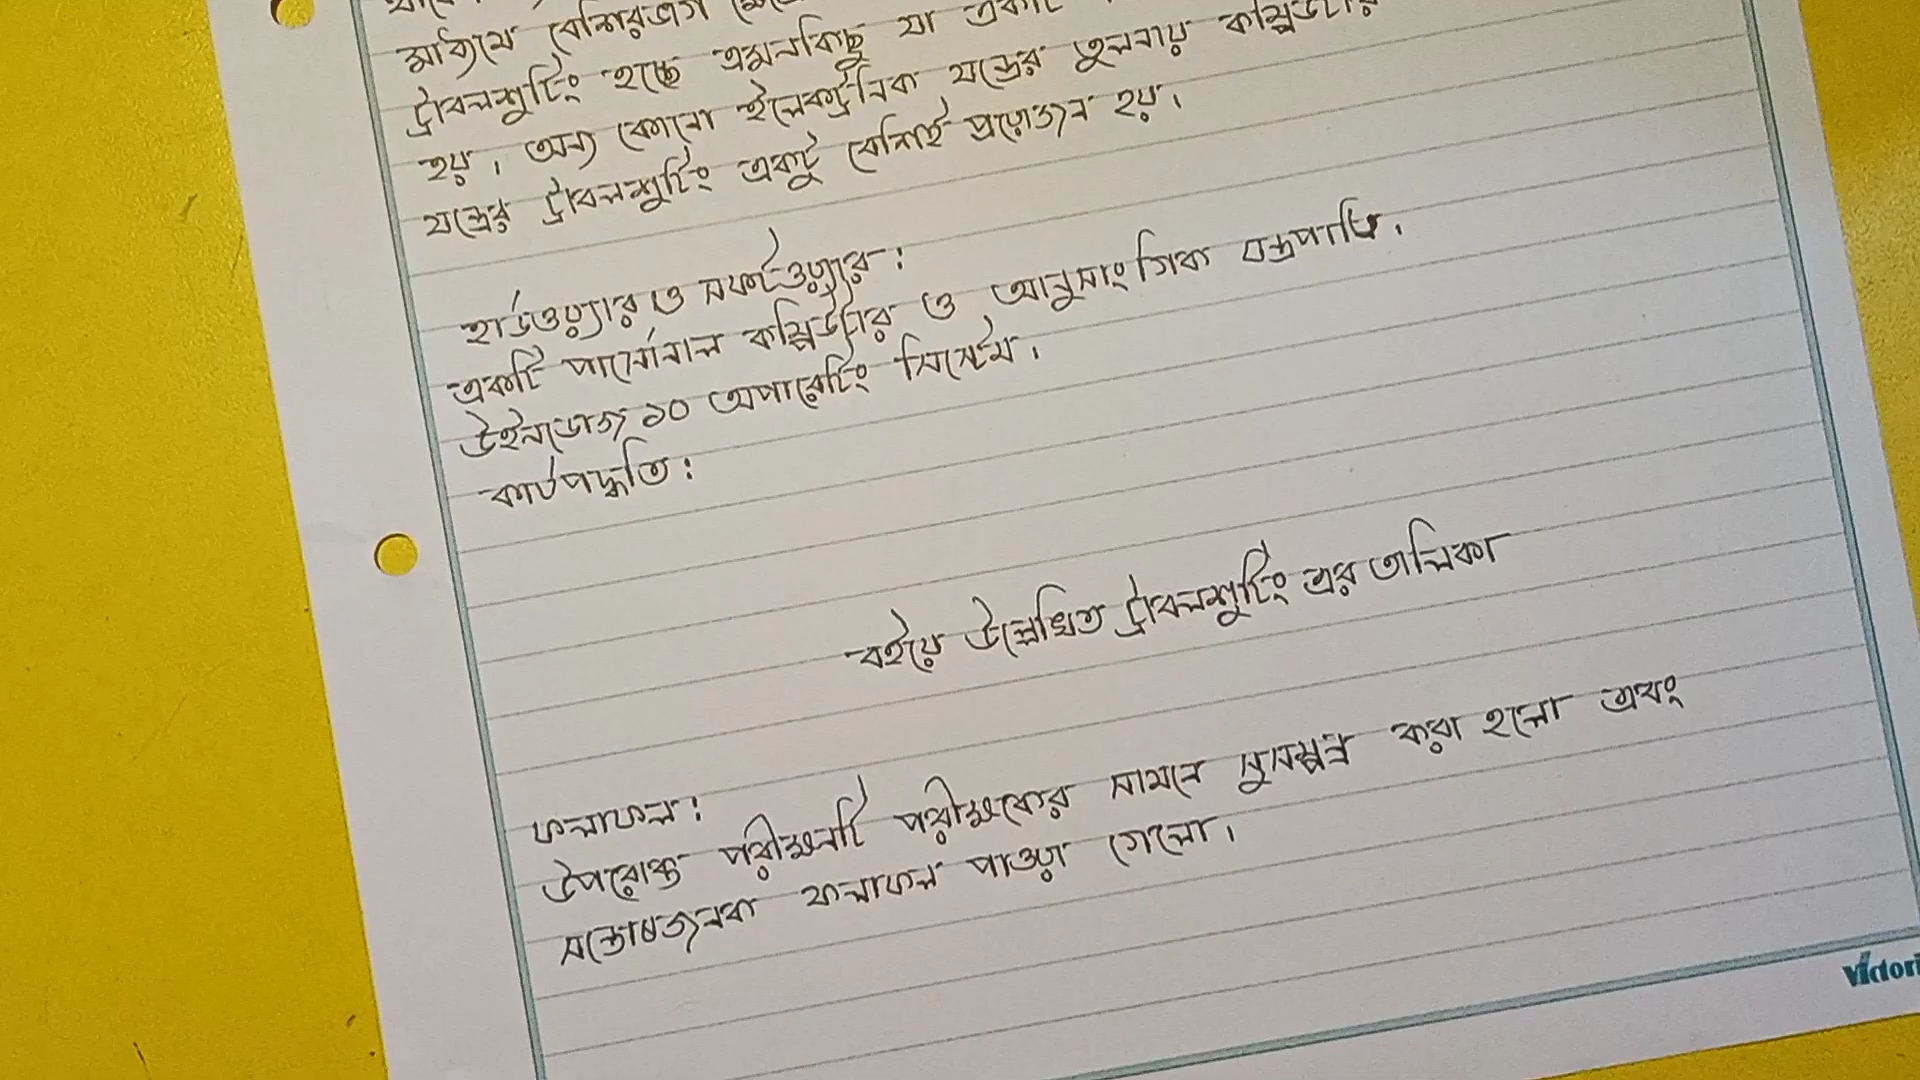 মাধ্যমে বেশিরভাগ
ট্রাবলশুটিং হচ্ছে এমনকিছু যা একটি
হয়। অন্য কোনো ইলেকট্রনিক যন্ত্রের তুলনায় কম্পিউটার
যন্ত্রের ট্রাবলশুটিং একটু বেশিই প্রয়োজন হয়।
হার্ডওয়্যার ও সফটওয়্যার:
একটি পার্সোনাল কম্পিউটার ও আনুসাংগিক যন্ত্রপাতি।
উইনডোজ ১০ অপারেটিং সিস্টেম।
কার্যপদ্ধতি:
বইয়ে উল্লেখিত ট্রাবলশুটিং এর তালিকা
ফলাফল:
উপরোক্ত পরীক্ষনটি পরীক্ষকের সামনে সুসম্পন্ন করা হলো এবং
সন্তোষজনক ফলাফল পাওয়া গেলো।